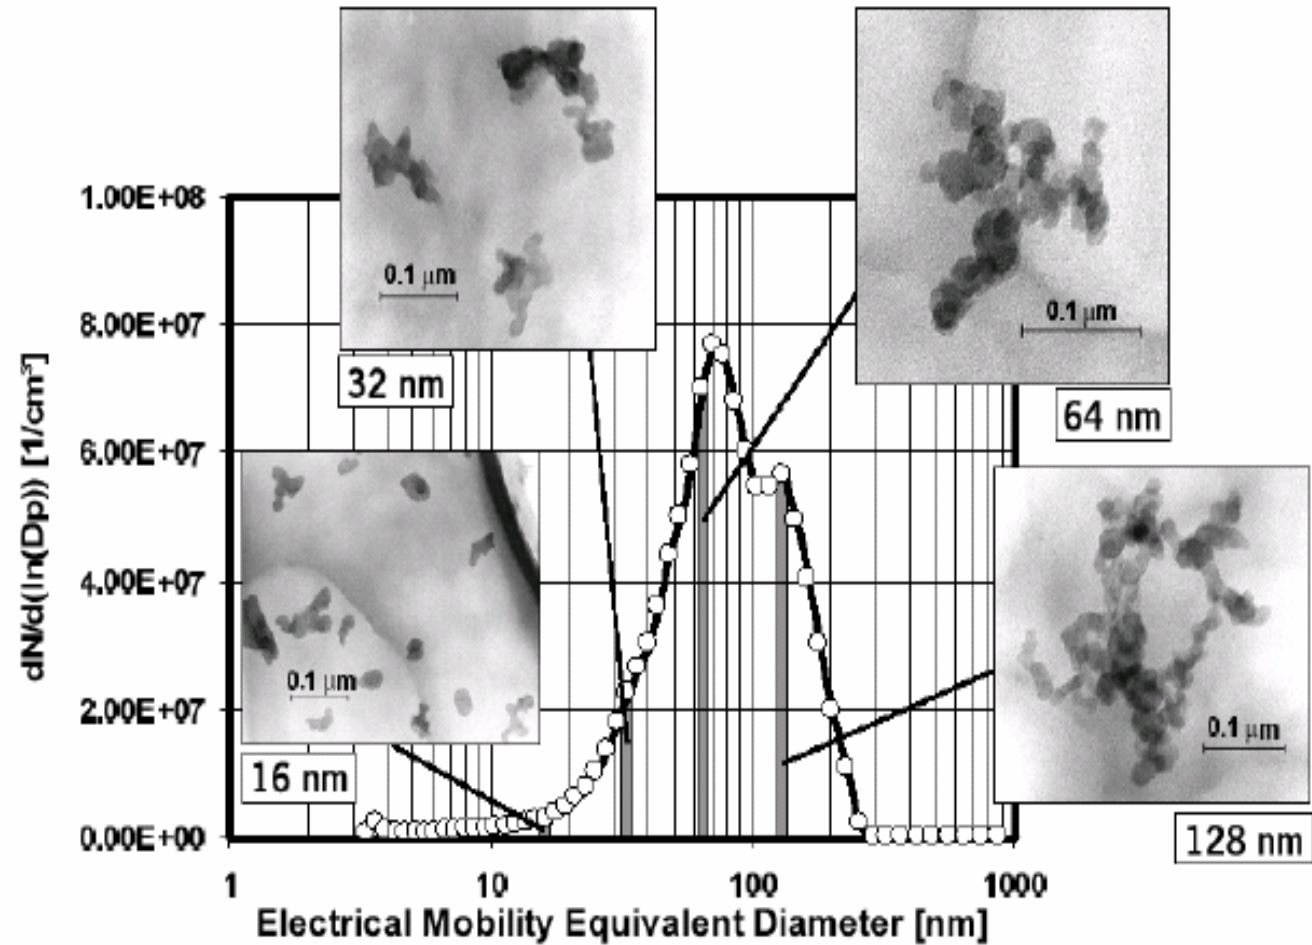 0.1 μm
32 nm
0.1 μm
64 nm
0.1 μm
16 nm
0.1 μm
128 nm
1.00E+08
8.00E+07
6.00E+07
4.00E+07
2.00E+07
0.00E+00
dN/d(ln(Dp)) [1/cm³]
1 10 100 1000
Electrical Mobility Equivalent Diameter [nm]